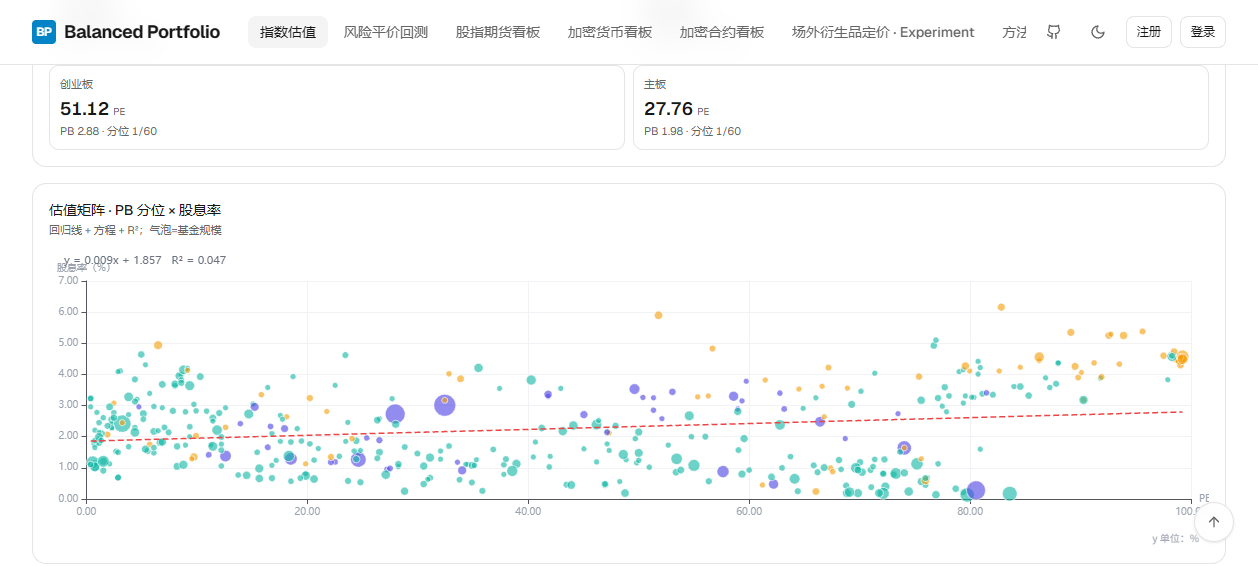 BP Balanced Portfolio 指数估值 风险平价回测 股指期货看板 加密货币看板 加密合约看板 场外衍生品定价 · Experiment 方法 注册 登录
创业板 主板
51.12 PE 27.76 PE
PB 2.88 · 分位 1/60 PB 1.98 · 分位 1/60
估值矩阵 · PB 分位 × 股息率
回归线 + 方程 + R²；气泡=基金规模
y = 0.009x + 1.857 R² = 0.047
股息率（%）
7.00
6.00
5.00
4.00
3.00
2.00
1.00
0.00
0.00 20.00 40.00 60.00 80.00
y 单位：%